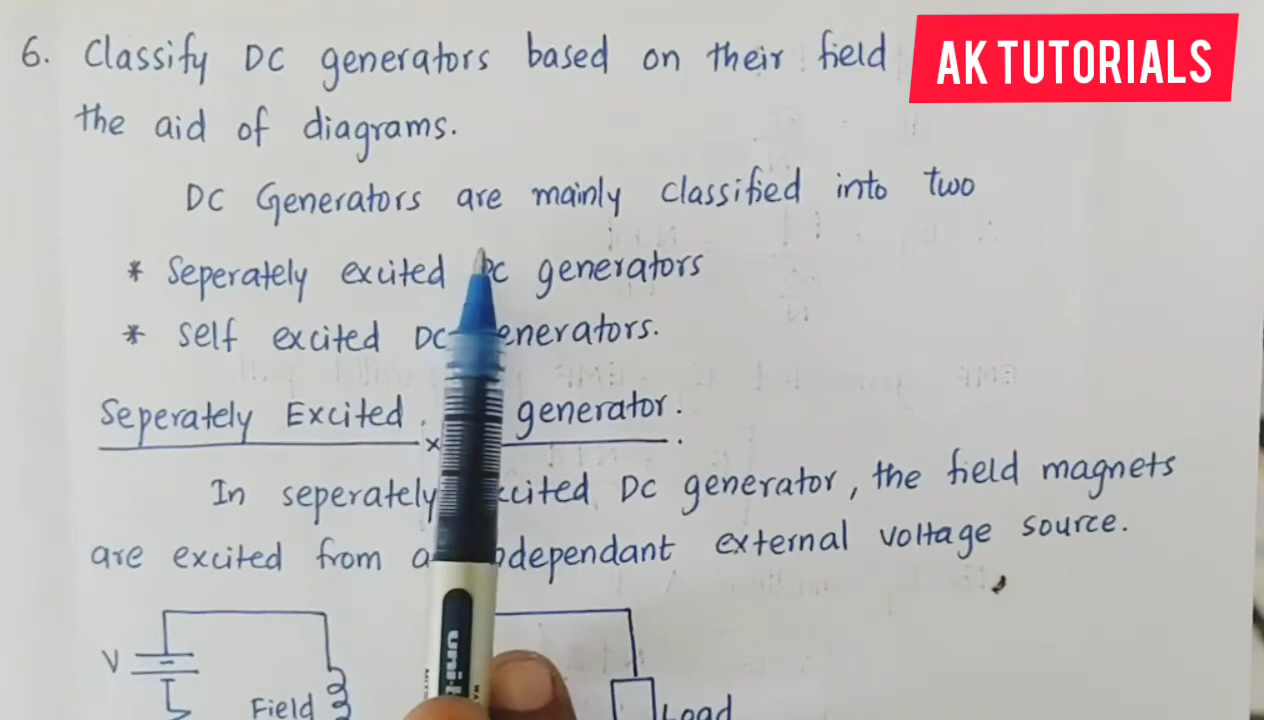 6. Classify DC generators based on their field
AK TUTORIALS
the aid of diagrams.
DC Generators are mainly classified into two
* Seperately excited DC generators
* Self excited DC enerators.
Seperately Excited generator.
In seperately cited DC generator, the field magnets
are excited from a dependant external voltage source.
V
Field
Load
uni